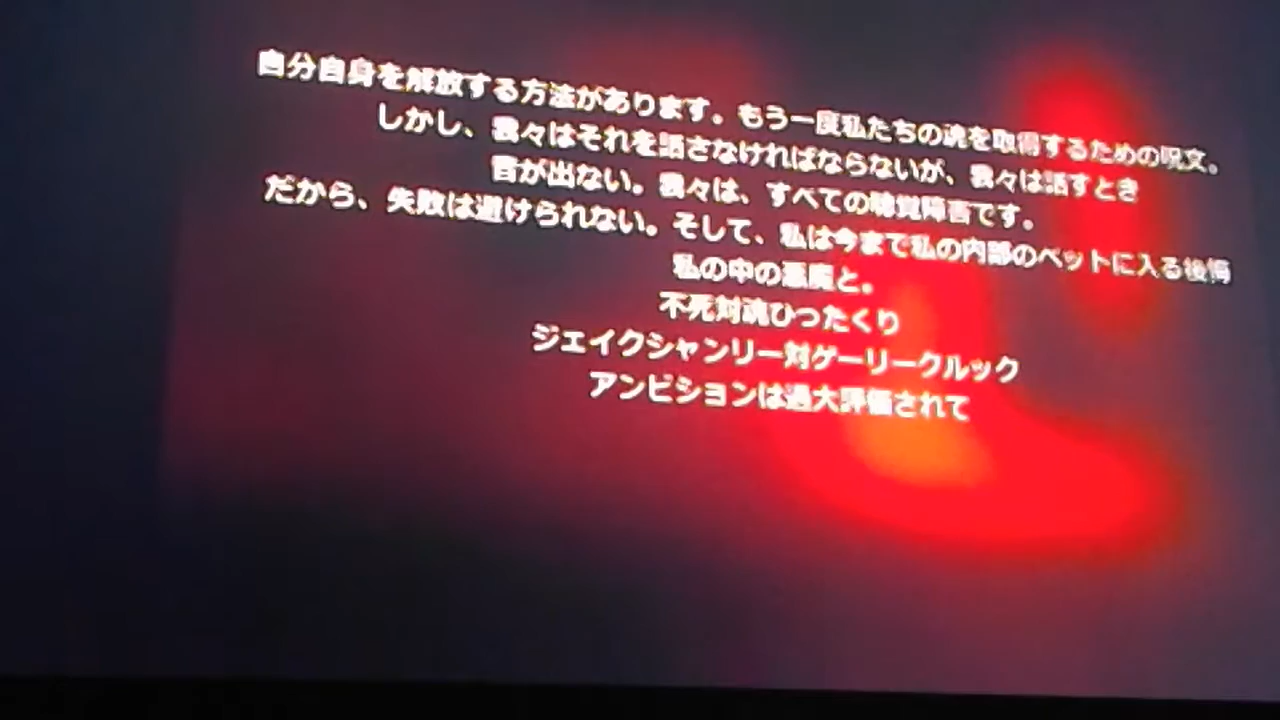 自分自身を解放する方法があります。もう一度私たちの魂を取得するための呪文。
しかし、我々はそれを話さなければならないが、我々は話すとき
音が出ない。我々は、すべての聴覚障害です。
だから、失敗は避けられない。そして、私は今まで私の内部のペットに入る後悔
私の中の悪魔と。
不死対魂ひったくり
ジェイクシャンリー対ゲーリークルック
アンビションは過大評価されて